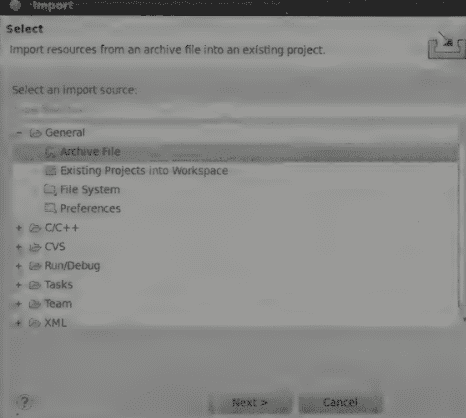 Import
Select
Import resources from an archive file into an existing project.
Select an import source:
General
Archive File
Existing Projects into Workspace
File System
Preferences
C/C++
CVS
Run/Debug
Tasks
Team
XML
?
Next >
Cancel